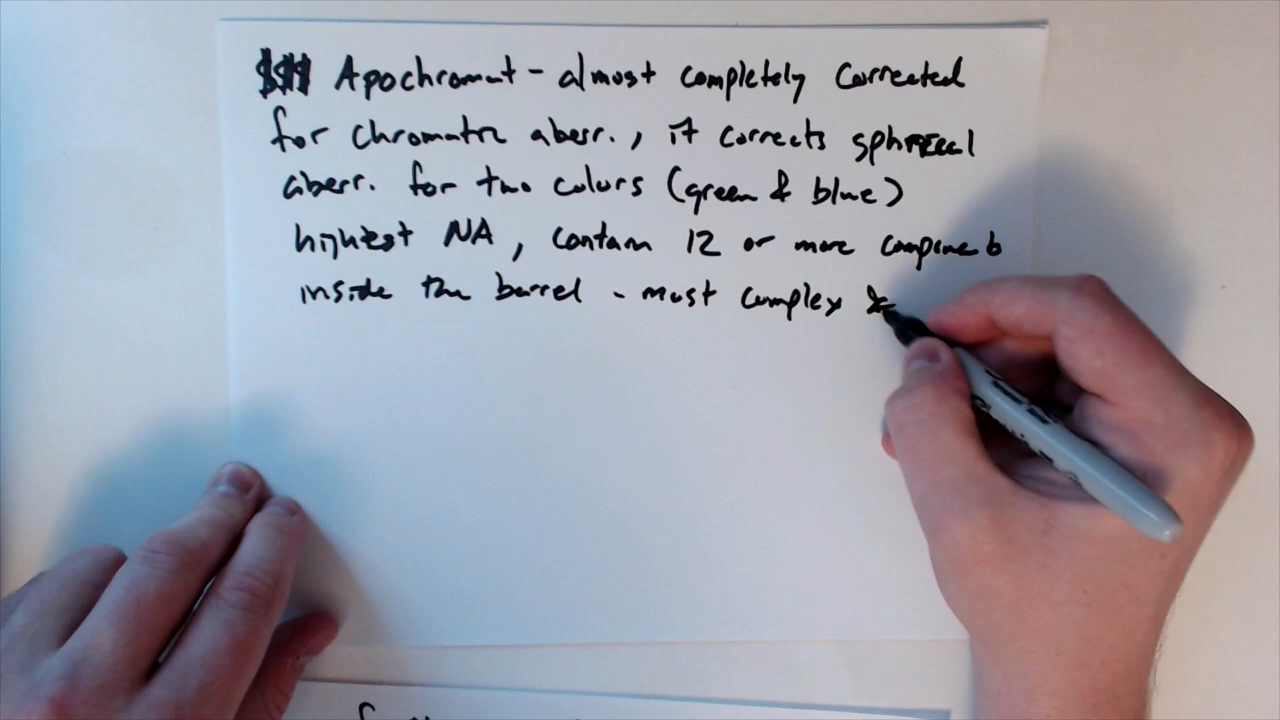 Apochromat - almost completely corrected
for chromatic aberr., it corrects spherical
aberr. for two colors (green & blue)
highest NA, contain 12 or more components
inside the barrel - most complex &